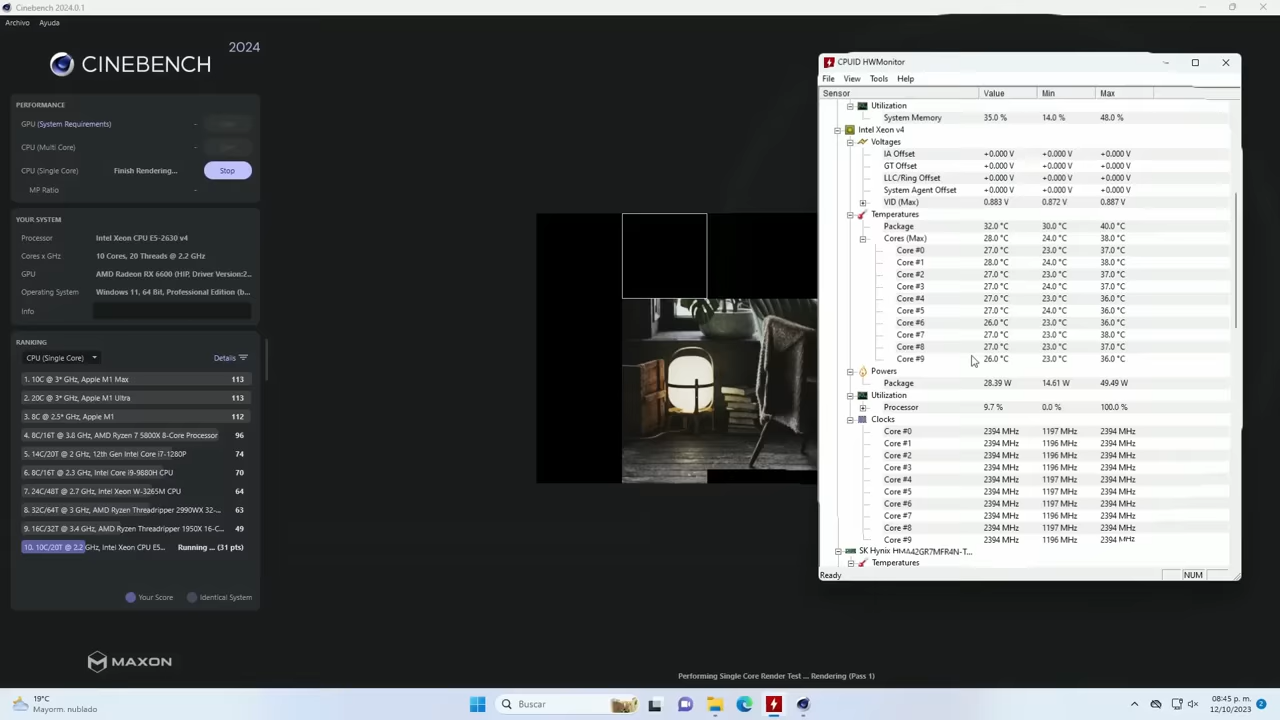 Cinebench 2024.0.1
Archivo Ayuda
CINEBENCH 2024
PERFORMANCE
GPU (System Requirements) -
CPU (Multi Core) -
CPU (Single Core) Finish Rendering... Stop
MP Ratio -
YOUR SYSTEM
Processor Intel Xeon CPU E5-2630 v4
Cores x GHz 10 Cores, 20 Threads @ 2.2 GHz
GPU AMD Radeon RX 6600 (HIP, Driver Version:2...
Operating System Windows 11, 64 Bit, Professional Edition (b...
Info
RANKING
CPU (Single Core) Details
1. 10C @ 3* GHz, Apple M1 Max 113
2. 20C @ 3* GHz, Apple M1 Ultra 113
3. 8C @ 2.5* GHz, Apple M1 112
4. 8C/16T @ 3.8 GHz, AMD Ryzen 7 5800X 8-Core Processor 96
5. 14C/20T @ 2.7 GHz, 12th Gen Intel Core i7-1280P 74
6. 8C/16T @ 2.3 GHz, Intel Core i9-9880H CPU 70
7. 24C/48T @ 2.7 GHz, Intel Xeon W-3265M CPU 64
8. 32C/64T @ 3 GHz, AMD Ryzen Threadripper 2990WX 16-... 63
9. 16C/32T @ 3.4 GHz, AMD Ryzen Threadripper 1950X 16-... 49
10. 10C/20T @ 2.2 GHz, Intel Xeon CPU E5... Running ... (31 pts)
Your Score Identical System
MAXON
Performing Single Core Render Test ... Rendering (Pass 1)
CPUID HWMonitor
File View Tools Help
Sensor Value Min Max
Utilization
System Memory 35.0 % 14.0 % 48.0 %
Intel Xeon v4
Voltages
IA Offset +0.000 V +0.000 V +0.000 V
GT Offset +0.000 V +0.000 V +0.000 V
LLC/Ring Offset +0.000 V +0.000 V +0.000 V
System Agent Offset +0.000 V +0.000 V +0.000 V
VID (Max) 0.883 V 0.872 V 0.887 V
Temperatures
Package 32.0 °C 30.0 °C 40.0 °C
Cores (Max) 28.0 °C 24.0 °C 38.0 °C
Core #0 27.0 °C 23.0 °C 37.0 °C
Core #1 28.0 °C 24.0 °C 38.0 °C
Core #2 27.0 °C 23.0 °C 37.0 °C
Core #3 27.0 °C 24.0 °C 37.0 °C
Core #4 27.0 °C 23.0 °C 36.0 °C
Core #5 27.0 °C 24.0 °C 36.0 °C
Core #6 26.0 °C 23.0 °C 36.0 °C
Core #7 27.0 °C 23.0 °C 38.0 °C
Core #8 27.0 °C 23.0 °C 37.0 °C
Core #9 26.0 °C 23.0 °C 36.0 °C
Powers
Package 28.39 W 14.61 W 49.49 W
Utilization
Processor 9.7 % 0.0 % 100.0 %
Clocks
Core #0 2394 MHz 1197 MHz 2394 MHz
Core #1 2394 MHz 1196 MHz 2394 MHz
Core #2 2394 MHz 1196 MHz 2394 MHz
Core #3 2394 MHz 1196 MHz 2394 MHz
Core #4 2394 MHz 1197 MHz 2394 MHz
Core #5 2394 MHz 1196 MHz 2394 MHz
Core #6 2394 MHz 1197 MHz 2394 MHz
Core #7 2394 MHz 1196 MHz 2394 MHz
Core #8 2394 MHz 1197 MHz 2394 MHz
Core #9 2394 MHz 1196 MHz 2394 MHz
SK Hynix HMA42GR7MFR4N-T...
Temperatures
Ready NUM
19°C
Mayorm. nublado
Buscar
08:45 p. m.
12/10/2023
2